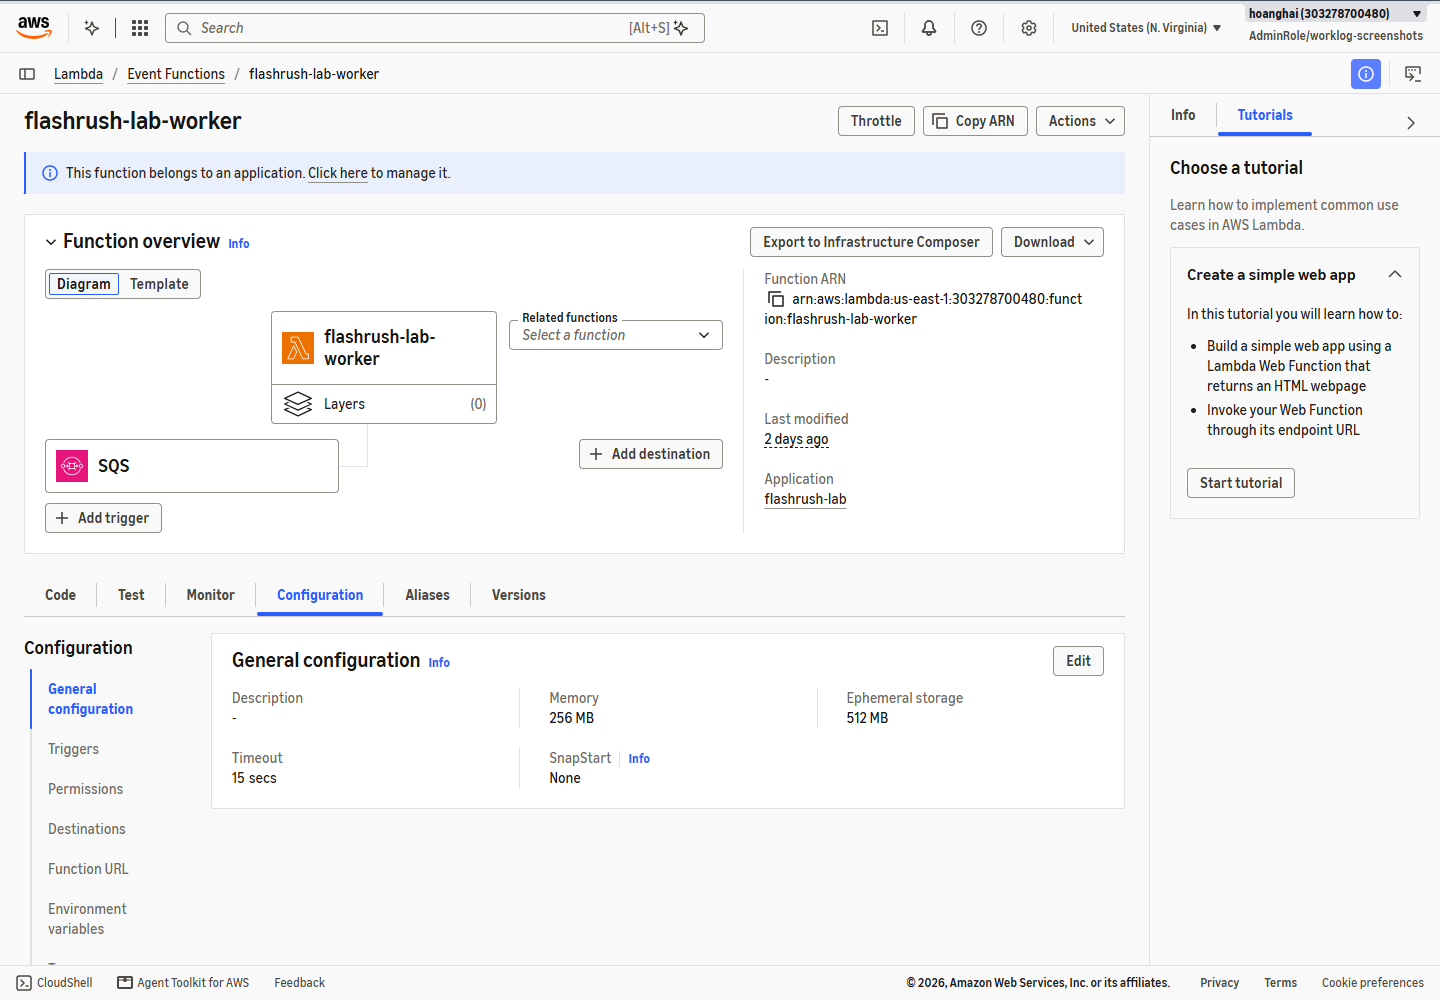 aws
Search
[Alt+S]
United States (N. Virginia)
hoanghai (303278700480)
AdminRole/worklog-screenshots
Lambda / Event Functions / flashrush-lab-worker
flashrush-lab-worker
Throttle
Copy ARN
Actions
This function belongs to an application. Click here to manage it.
Function overview Info
Export to Infrastructure Composer
Download
Diagram
Template
flashrush-lab-
worker
Layers
(0)
Related functions
Select a function
SQS
Add destination
Add trigger
Function ARN
arn:aws:lambda:us-east-1:303278700480:funct
ion:flashrush-lab-worker
Description
-
Last modified
2 days ago
Application
flashrush-lab
Code
Test
Monitor
Configuration
Aliases
Versions
Configuration
General
configuration
Triggers
Permissions
Destinations
Function URL
Environment
variables
General configuration Info
Edit
Description
-
Memory
256 MB
Ephemeral storage
512 MB
Timeout
15 secs
SnapStart
Info
None
Info
Tutorials
Choose a tutorial
Learn how to implement common use
cases in AWS Lambda.
Create a simple web app
In this tutorial you will learn how to:
• Build a simple web app using a
Lambda Web Function that
returns an HTML webpage
• Invoke your Web Function
through its endpoint URL
Start tutorial
CloudShell
Agent Toolkit for AWS
Feedback
© 2026, Amazon Web Services, Inc. or its affiliates.
Privacy
Terms
Cookie preferences